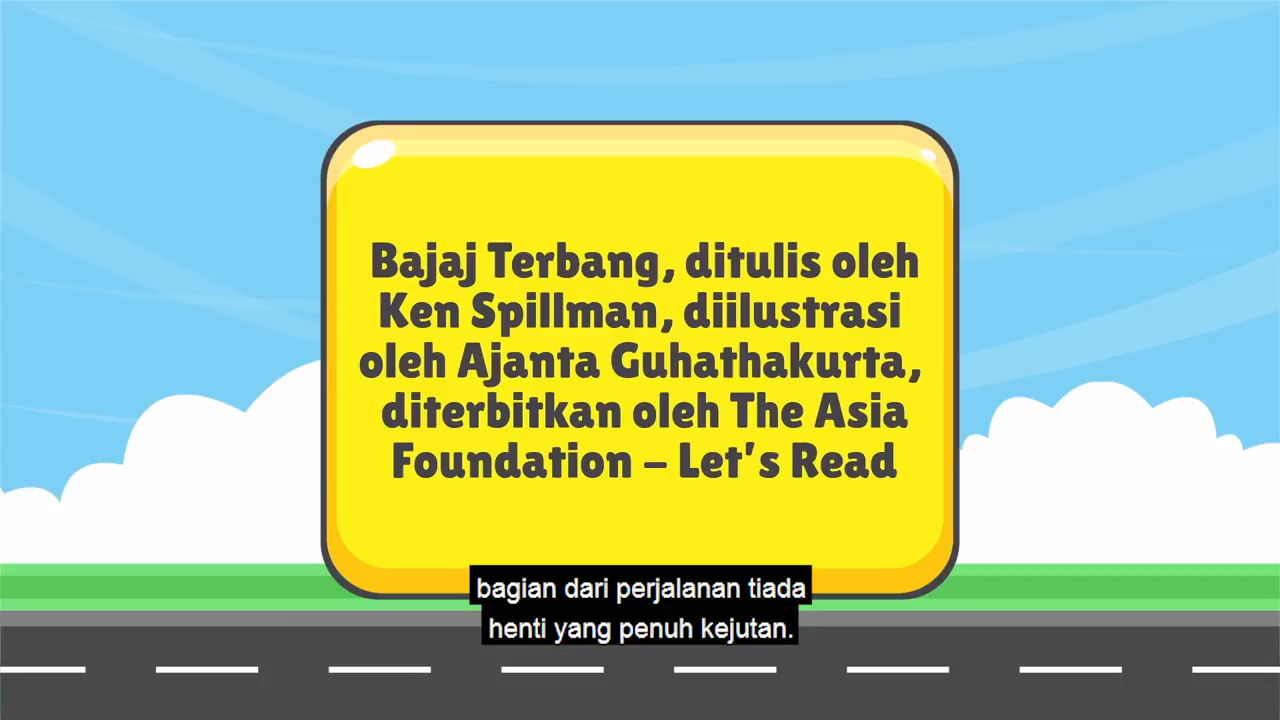 Bajaj Terbang, ditulis oleh
Ken Spillman, diilustrasi
oleh Ajanta Guhathakurta,
diterbitkan oleh The Asia
Foundation – Let's Read
bagian dari perjalanan tiada
henti yang penuh kejutan.